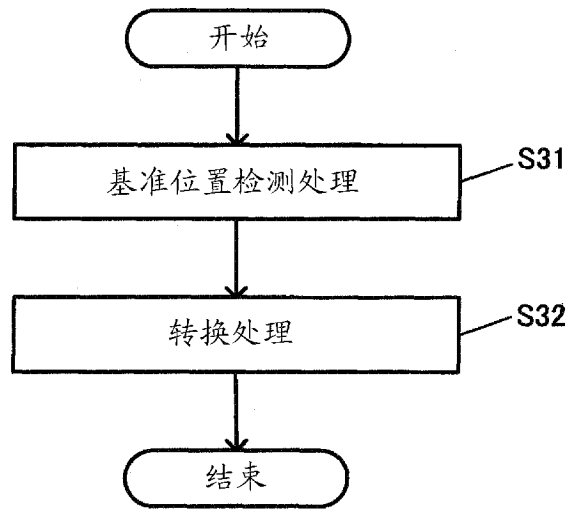 开始
基准位置检测处理
S31
转换处理
S32
结束